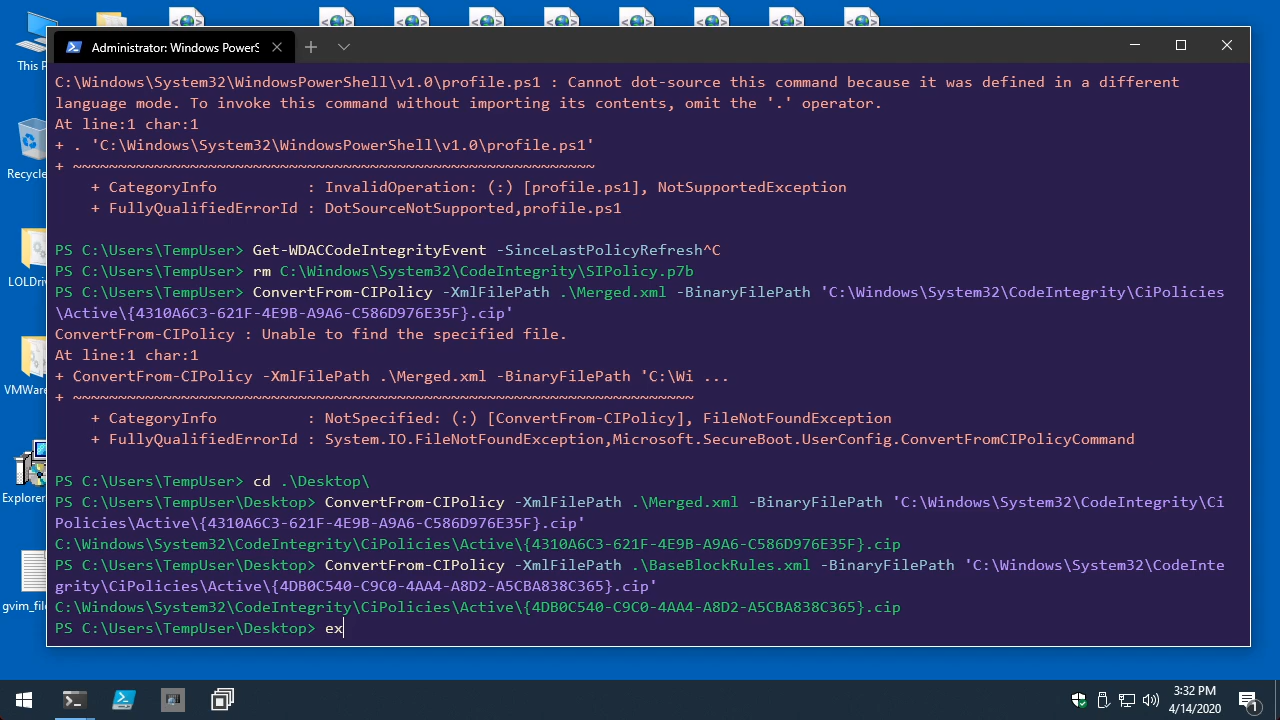 This P
Recycle
LOLDriv
VMWare
Explorer
gvim_file
Administrator: Windows PowerS
C:\Windows\System32\WindowsPowerShell\v1.0\profile.ps1 : Cannot dot-source this command because it was defined in a different
language mode. To invoke this command without importing its contents, omit the '.' operator.
At line:1 char:1
+ . 'C:\Windows\System32\WindowsPowerShell\v1.0\profile.ps1'
+ ~~~~~~~~~~~~~~~~~~~~~~~~~~~~~~~~~~~~~~~~~~~~~~~~~~~~~~~~~~
+ CategoryInfo          : InvalidOperation: (:) [profile.ps1], NotSupportedException
+ FullyQualifiedErrorId : DotSourceNotSupported,profile.ps1
PS C:\Users\TempUser> Get-WDACCodeIntegrityEvent -SinceLastPolicyRefresh^C
PS C:\Users\TempUser> rm C:\Windows\System32\CodeIntegrity\SIPolicy.p7b
PS C:\Users\TempUser> ConvertFrom-CIPolicy -XmlFilePath .\Merged.xml -BinaryFilePath 'C:\Windows\System32\CodeIntegrity\CiPolicies
\Active\{4310A6C3-621F-4E9B-A9A6-C586D976E35F}.cip'
ConvertFrom-CIPolicy : Unable to find the specified file.
At line:1 char:1
+ ConvertFrom-CIPolicy -XmlFilePath .\Merged.xml -BinaryFilePath 'C:\Wi ...
+ ~~~~~~~~~~~~~~~~~~~~~~~~~~~~~~~~~~~~~~~~~~~~~~~~~~~~~~~~~~~~~~~~~~~~~
+ CategoryInfo          : NotSpecified: (:) [ConvertFrom-CIPolicy], FileNotFoundException
+ FullyQualifiedErrorId : System.IO.FileNotFoundException,Microsoft.SecureBoot.UserConfig.ConvertFromCIPolicyCommand
PS C:\Users\TempUser> cd .\Desktop\
PS C:\Users\TempUser\Desktop> ConvertFrom-CIPolicy -XmlFilePath .\Merged.xml -BinaryFilePath 'C:\Windows\System32\CodeIntegrity\Ci
Policies\Active\{4310A6C3-621F-4E9B-A9A6-C586D976E35F}.cip'
C:\Windows\System32\CodeIntegrity\CiPolicies\Active\{4310A6C3-621F-4E9B-A9A6-C586D976E35F}.cip
PS C:\Users\TempUser\Desktop> ConvertFrom-CIPolicy -XmlFilePath .\BaseBlockRules.xml -BinaryFilePath 'C:\Windows\System32\CodeInte
grity\CiPolicies\Active\{4DB0C540-C9C0-4AA4-A8D2-A5CBA838C365}.cip'
C:\Windows\System32\CodeIntegrity\CiPolicies\Active\{4DB0C540-C9C0-4AA4-A8D2-A5CBA838C365}.cip
PS C:\Users\TempUser\Desktop> ex
3:32 PM
4/14/2020
1